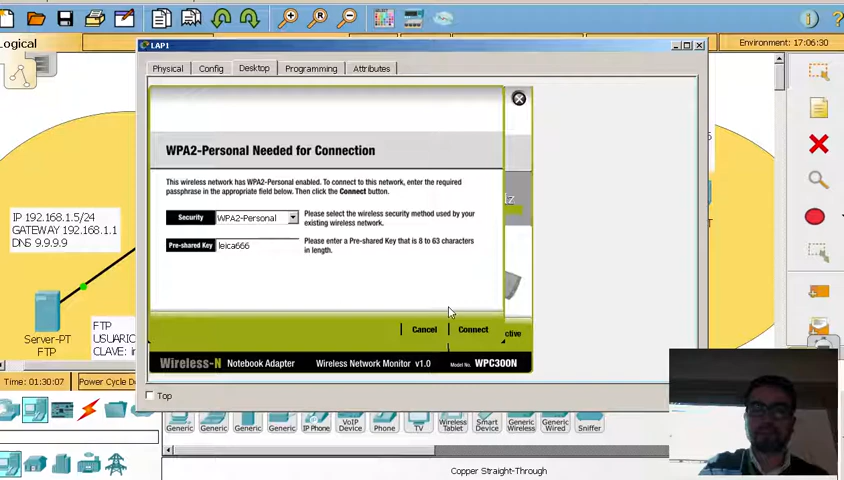 LAP1
Environment: 17:06:30
Logical
Physical
Config
Desktop
Programming
Attributes
WPA2-Personal Needed for Connection
This wireless network has WPA2-Personal enabled. To connect to this network, enter the required
passphrase in the appropriate field below. Then click the Connect button.
Security
WPA2-Personal
Please select the wireless security method used by your
existing wireless network.
Pre-shared Key
leica666
Please enter a Pre-shared Key that is 8 to 63 characters
in length.
Cancel
Connect
Wireless-N
Notebook Adapter
Wireless Network Monitor v1.0
Model No.
WPC300N
IP 192.168.1.5/24
GATEWAY 192.168.1.1
DNS 9.9.9.9
Server-PT
FTP
FTP
USUARIO
CLAVE: in
Time: 01:30:07
Power Cycle De
Top
Generic
Generic
Generic
Generic
IP Phone
VoIP
Device
Phone
TV
Wireless
Tablet
Smart
Device
Generic
Wireless
Generic
Wired
Sniffer
Copper Straight-Through